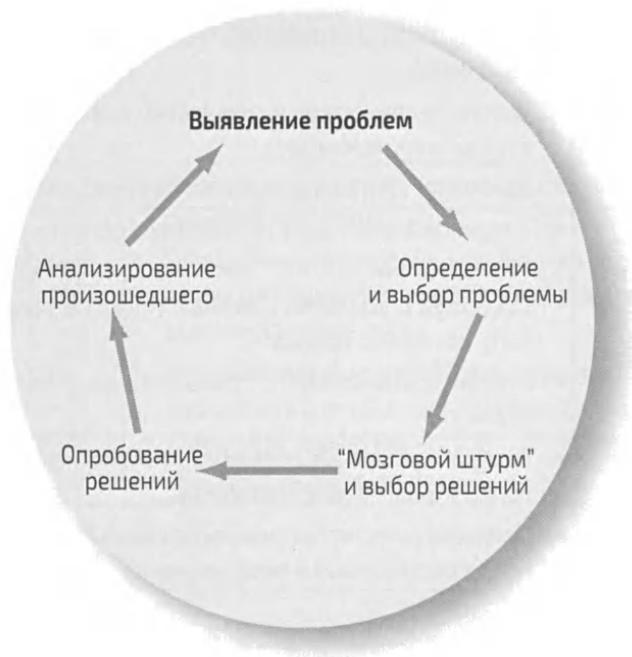 Выявление проблем
Определение
и выбор проблемы
"Мозговой штурм"
и выбор решений
Опробование
решений
Анализирование
произошедшего